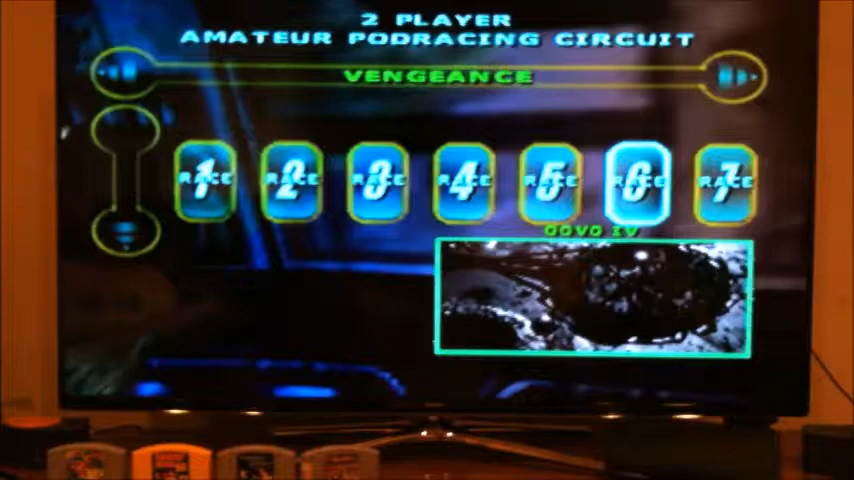 2 PLAYER
AMATEUR PODRACING CIRCUIT
VENGEANCE
RACE 1
RACE 2
RACE 3
RACE 4
RACE 5
RACE 6
RACE 7
OOVO IV